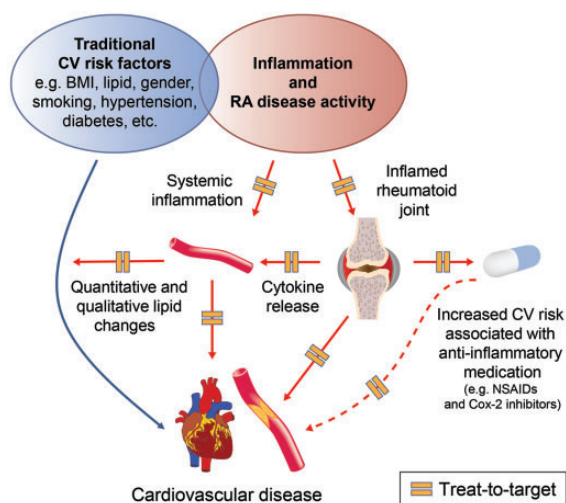 Traditional
CV risk factors
e.g. BMI, lipid, gender,
smoking, hypertension,
diabetes, etc.
Inflammation
and
RA disease activity
Systemic
inflammation
Inflamed
rheumatoid
joint
Quantitative and
qualitative lipid
changes
Cytokine
release
Increased CV risk
associated with
anti-inflammatory
medication
(e.g. NSAIDs
and Cox-2 inhibitors)
Cardiovascular disease
Treat-to-target